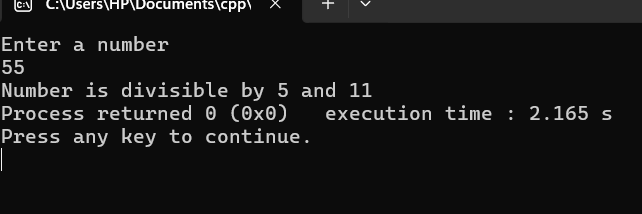 C:\Users\HP\Documents\cpp\
Enter a number
55
Number is divisible by 5 and 11
Process returned 0 (0x0)   execution time : 2.165 s
Press any key to continue.